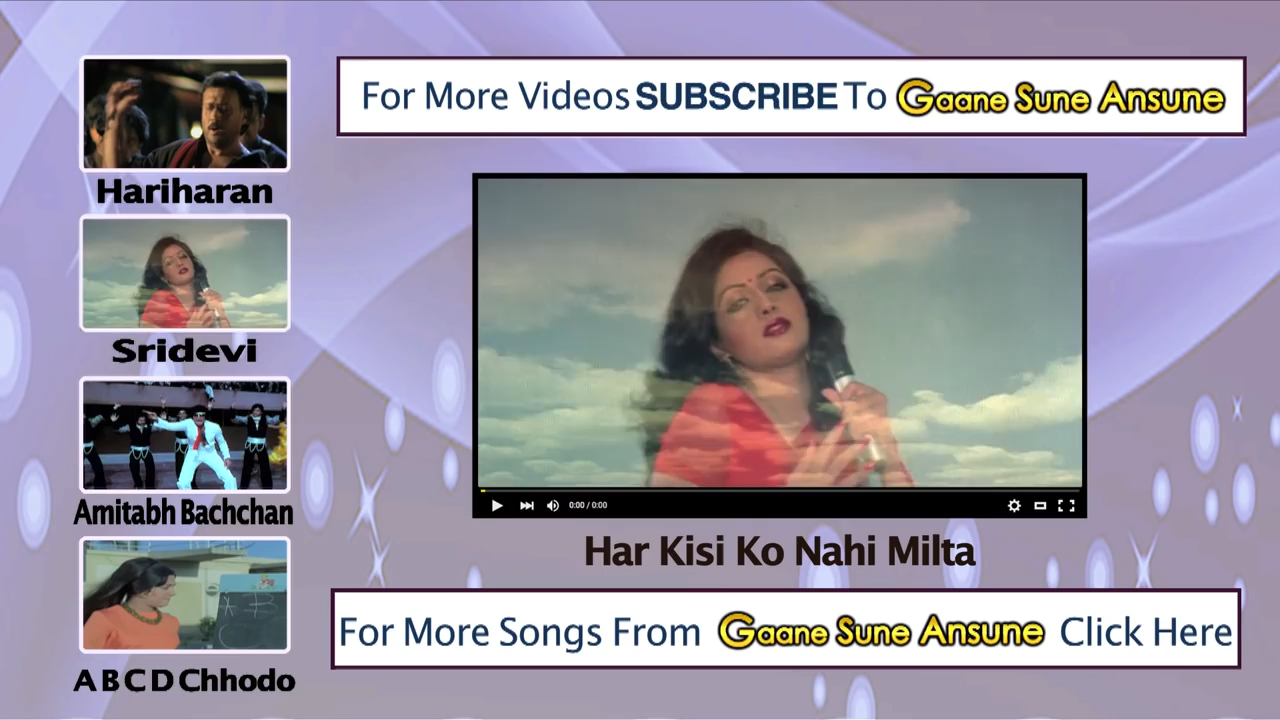 For More Videos SUBSCRIBE To Gaane Sune Ansune
Hariharan
Sridevi
Amitabh Bachchan
A B C D Chhodo
0:00 / 0:00
Har Kisi Ko Nahi Milta
For More Songs From Gaane Sune Ansune Click Here